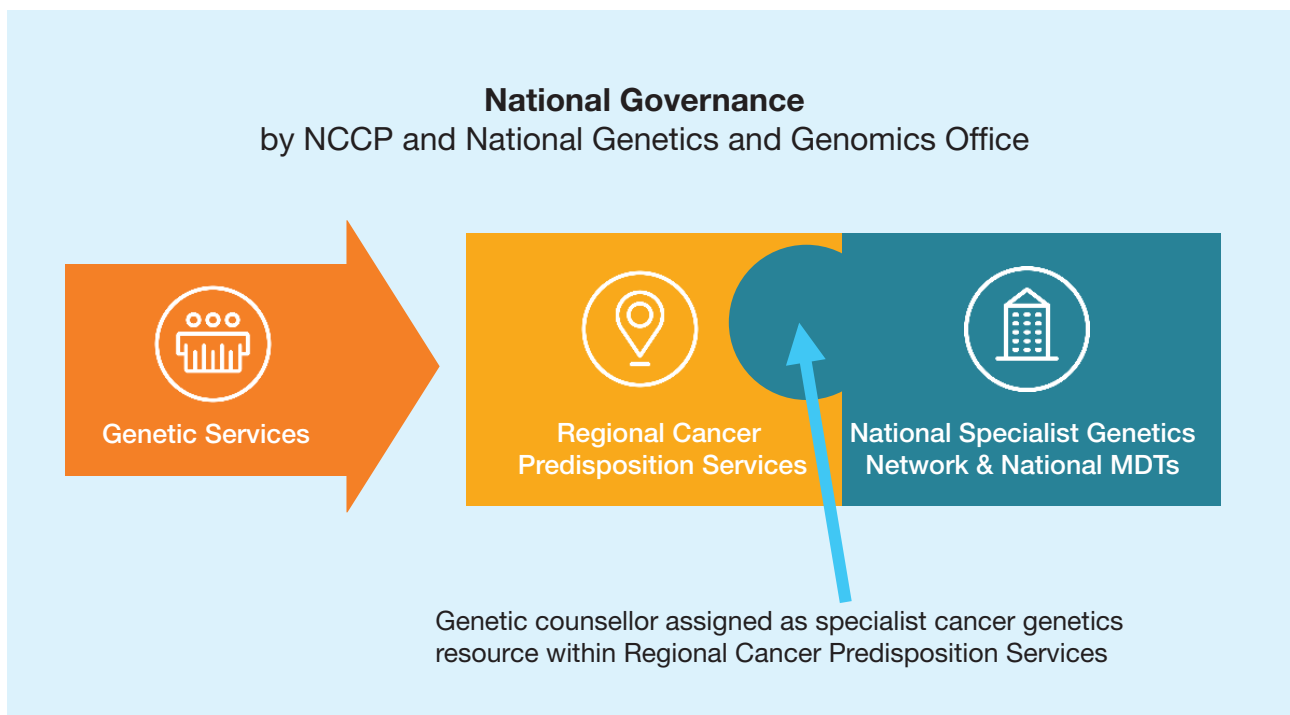 National Governance
by NCCP and National Genetics and Genomics Office
Genetic Services
Regional Cancer
Predisposition Services
National Specialist Genetics
Network & National MDTs
Genetic counsellor assigned as specialist cancer genetics
resource within Regional Cancer Predisposition Services